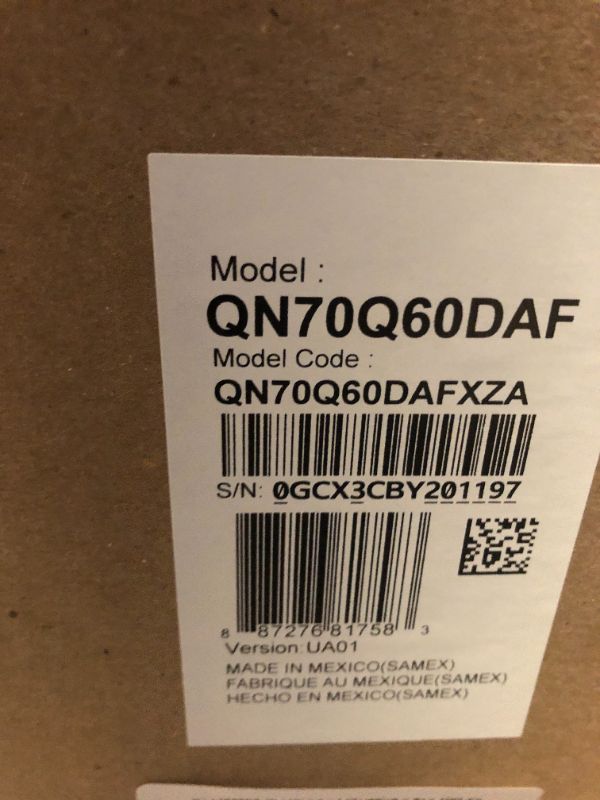 Model :
QN70Q60DAF
Model Code :
QN70Q60DAFXZA
S/N: 0GCX3CBY201197
8 87276 81758 3
Version:UA01
MADE IN MEXICO(SAMEX)
FABRIQUE AU MEXIQUE(SAMEX)
HECHO EN MEXICO(SAMEX)